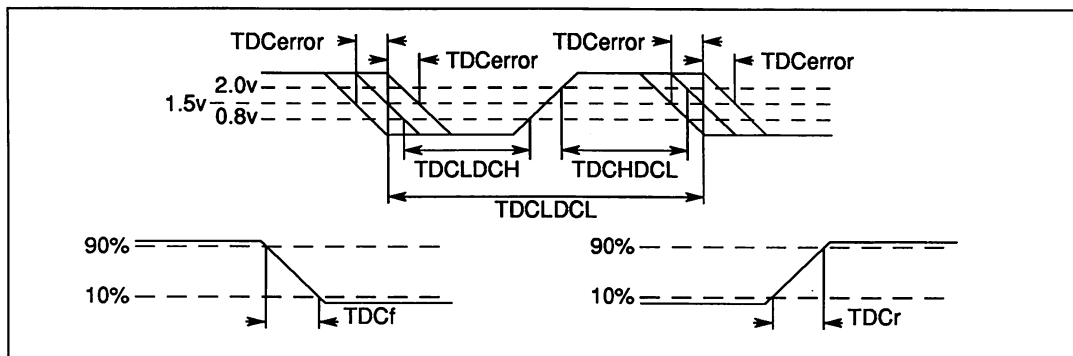 TDCerror TDCerror
TDCerror TDCerror
2.0v
1.5v
0.8v
TDCLDCH TDCHDCL
TDCLDCL
90% 90%
10% 10%
TDCf TDCr